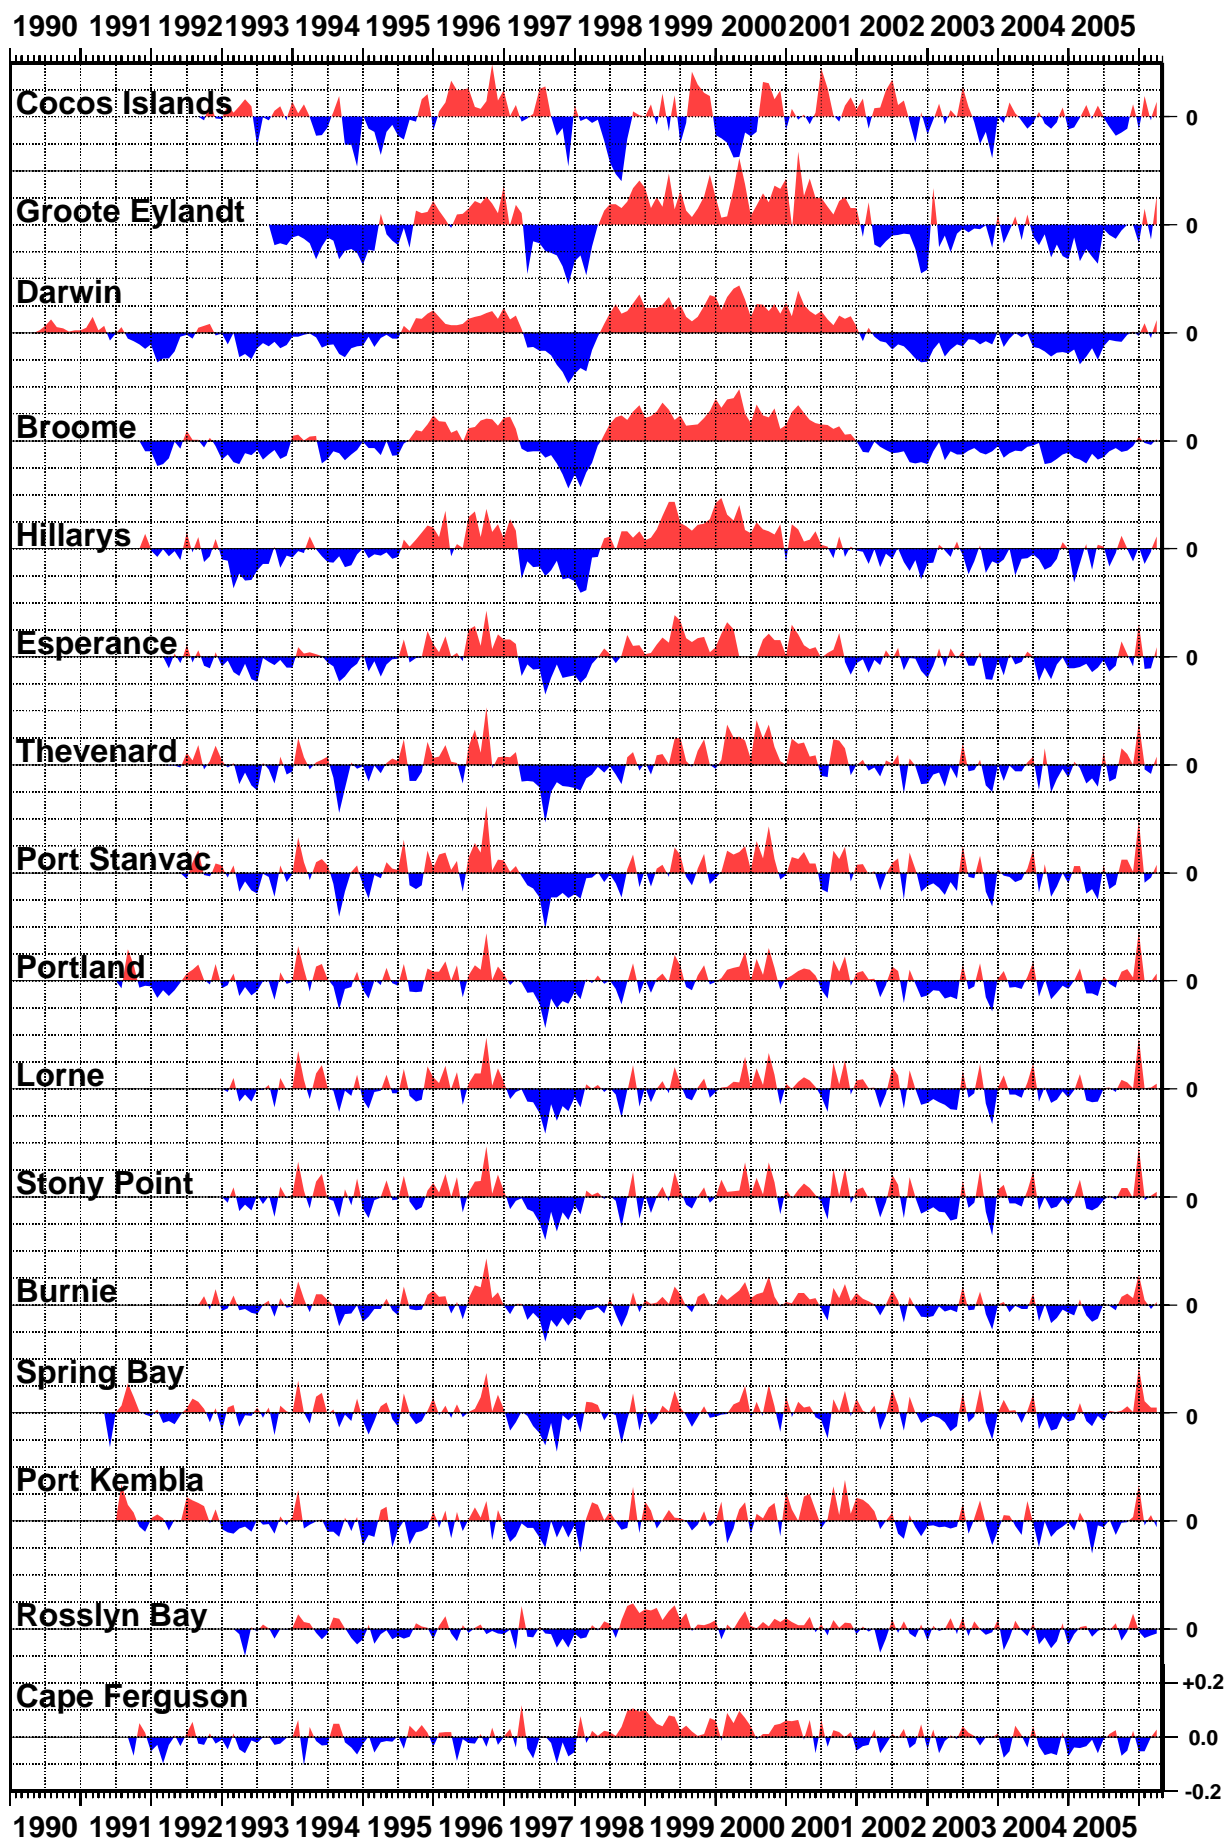 1990 1991 1992 1993 1994 1995 1996 1997 1998 1999 2000 2001 2002 2003 2004 2005
Cocos Islands 0
Groote Eylandt 0
Darwin 0
Broome 0
Hillarys 0
Esperance 0
Thevenard 0
Port Stanvac 0
Portland 0
Lorne 0
Stony Point 0
Burnie 0
Spring Bay 0
Port Kembla 0
Rosslyn Bay 0
+0.2
Cape Ferguson
0.0
-0.2
1990 1991 1992 1993 1994 1995 1996 1997 1998 1999 2000 2001 2002 2003 2004 2005